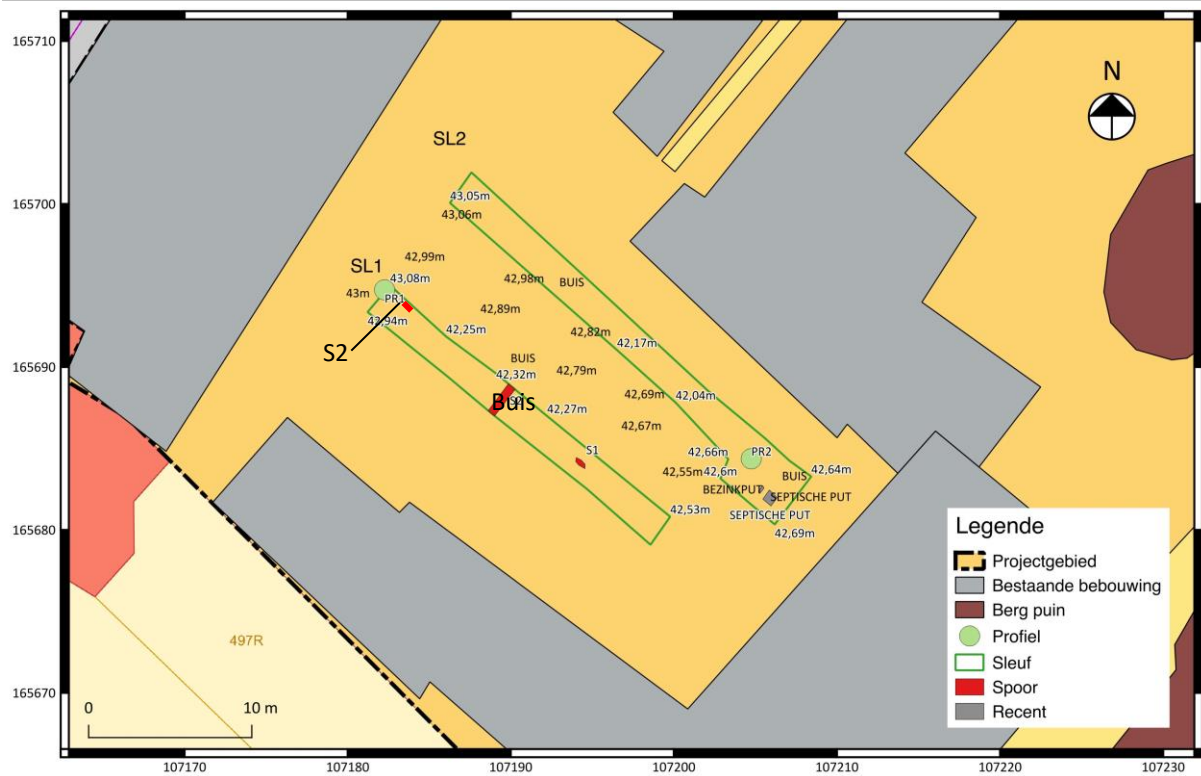 165710
165700
165690
165680
165670
N
SL2
43,05m
43,06m
SL1
42,99m
43,08m
43m
PR1
42,94m
42,98m
BUIS
42,89m
42,25m
42,82m
42,17m
S2
BUIS
42,32m
42,79m
Buis
42,27m
42,69m
42,04m
42,67m
S1
42,66m
PR2
42,55m
42,6m
BUIS
42,64m
BEZINKPUT
SEPTISCHE PUT
42,53m
SEPTISCHE PUT
42,69m
497R
0
10 m
Legende
Projectgebied
Bestaande bebouwing
Berg puin
Profiel
Sleuf
Spoor
Recent
107170
107180
107190
107200
107210
107220
107230